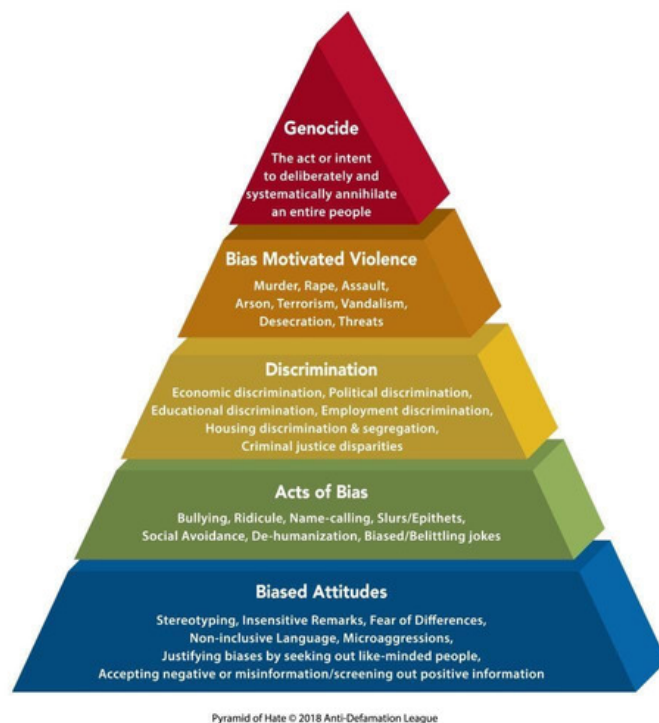 Genocide
The act or intent
to deliberately and
systematically annihilate
an entire people
Bias Motivated Violence
Murder, Rape, Assault,
Arson, Terrorism, Vandalism,
Desecration, Threats
Discrimination
Economic discrimination, Political discrimination,
Educational discrimination, Employment discrimination,
Housing discrimination & segregation,
Criminal justice disparities
Acts of Bias
Bullying, Ridicule, Name-calling, Slurs/Epithets,
Social Avoidance, De-humanization, Biased/Belittling jokes
Biased Attitudes
Stereotyping, Insensitive Remarks, Fear of Differences,
Non-inclusive Language, Microaggressions,
Justifying biases by seeking out like-minded people,
Accepting negative or misinformation/screening out positive information
Pyramid of Hate © 2018 Anti-Defamation League